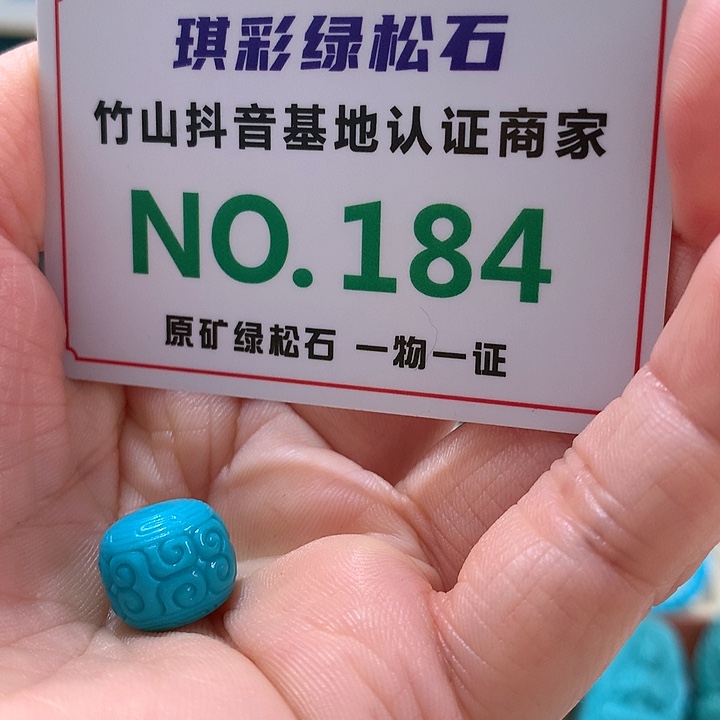 琪彩绿松石
竹山抖音基地认证商家
NO.184
原矿绿松石 一物一证